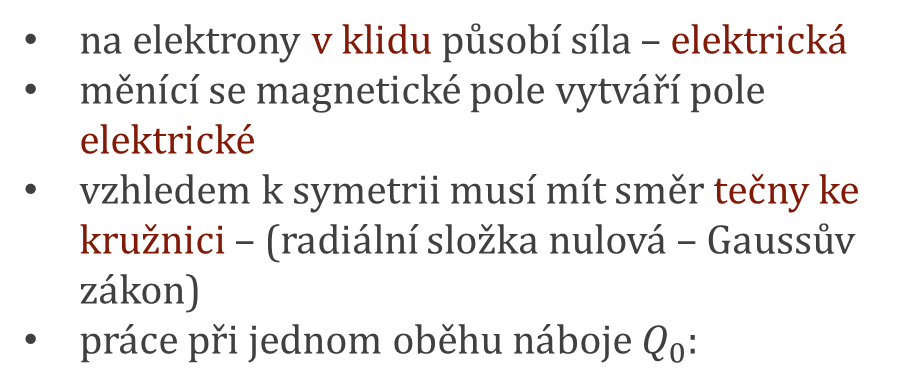 • na elektrony v klidu působí síla – elektrická
• měnící se magnetické pole vytváří pole
elektrické
• vzhledem k symetrii musí mít směr tečny ke
kružnici – (radiální složka nulová – Gaussův
zákon)
• práce při jednom oběhu náboje Q₀: